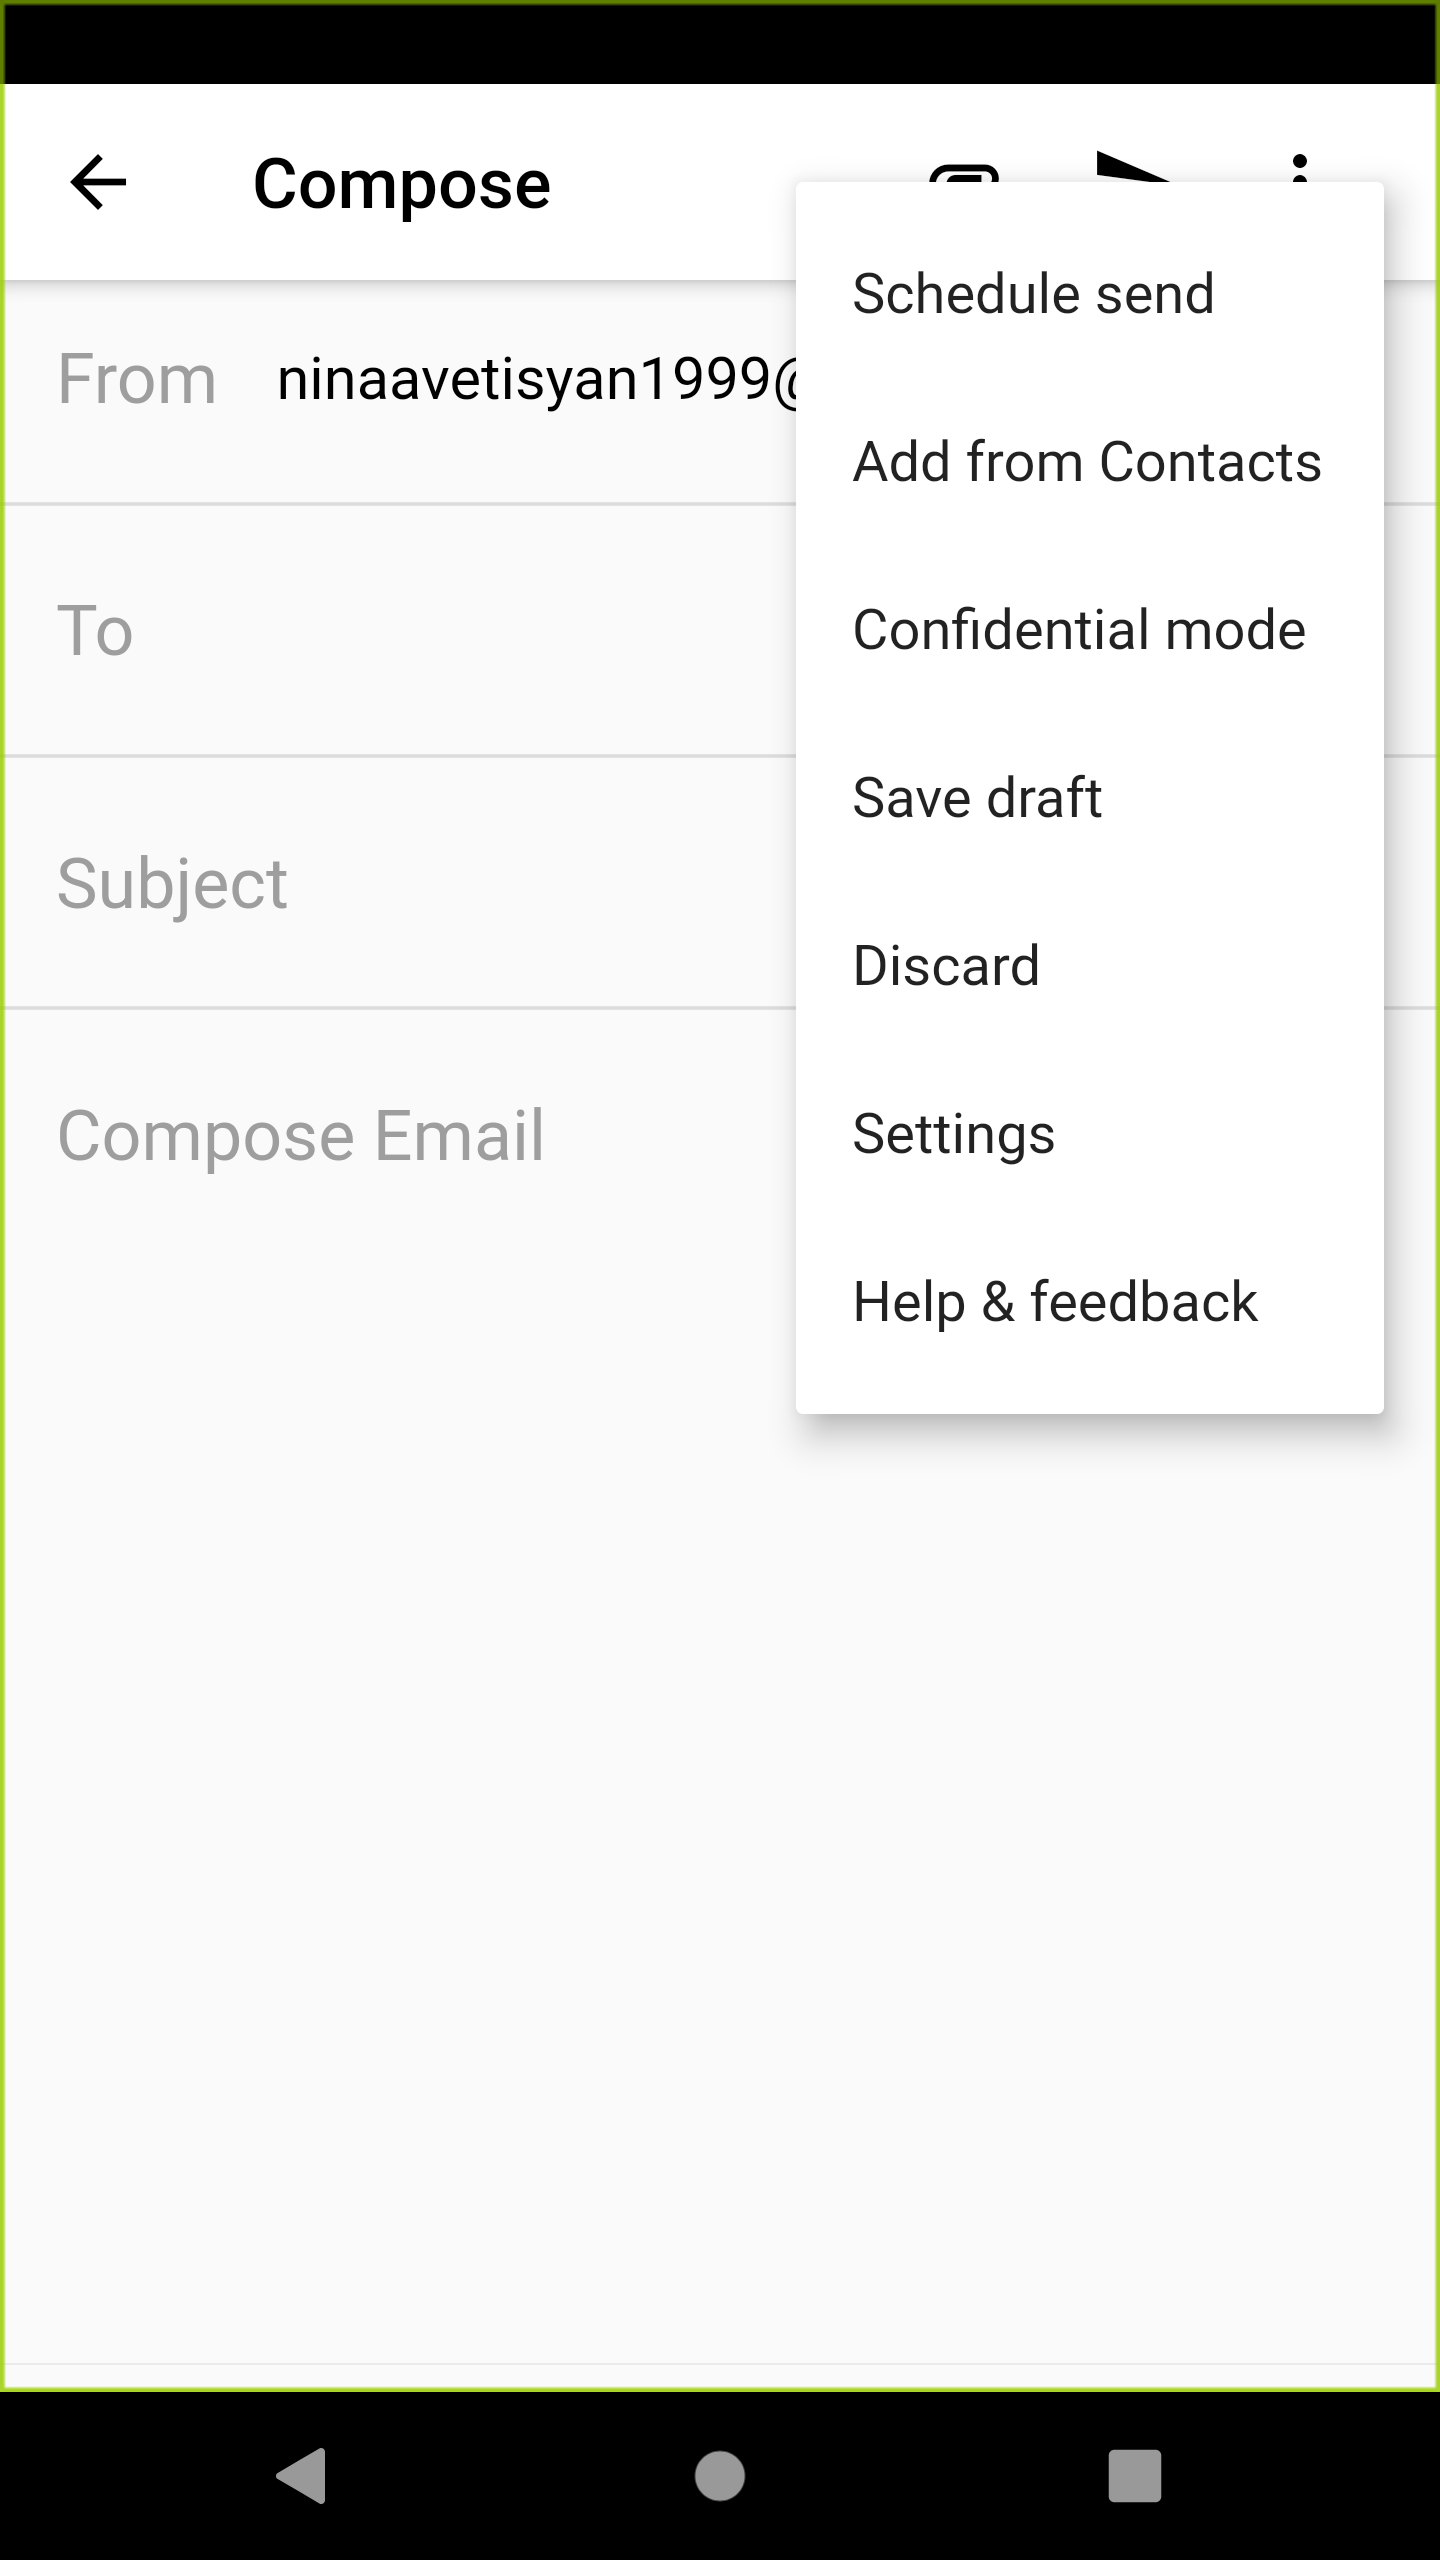 Compose
From ninaavetisyan1999@
To
Subject
Compose Email
Schedule send
Add from Contacts
Confidential mode
Save draft
Discard
Settings
Help & feedback